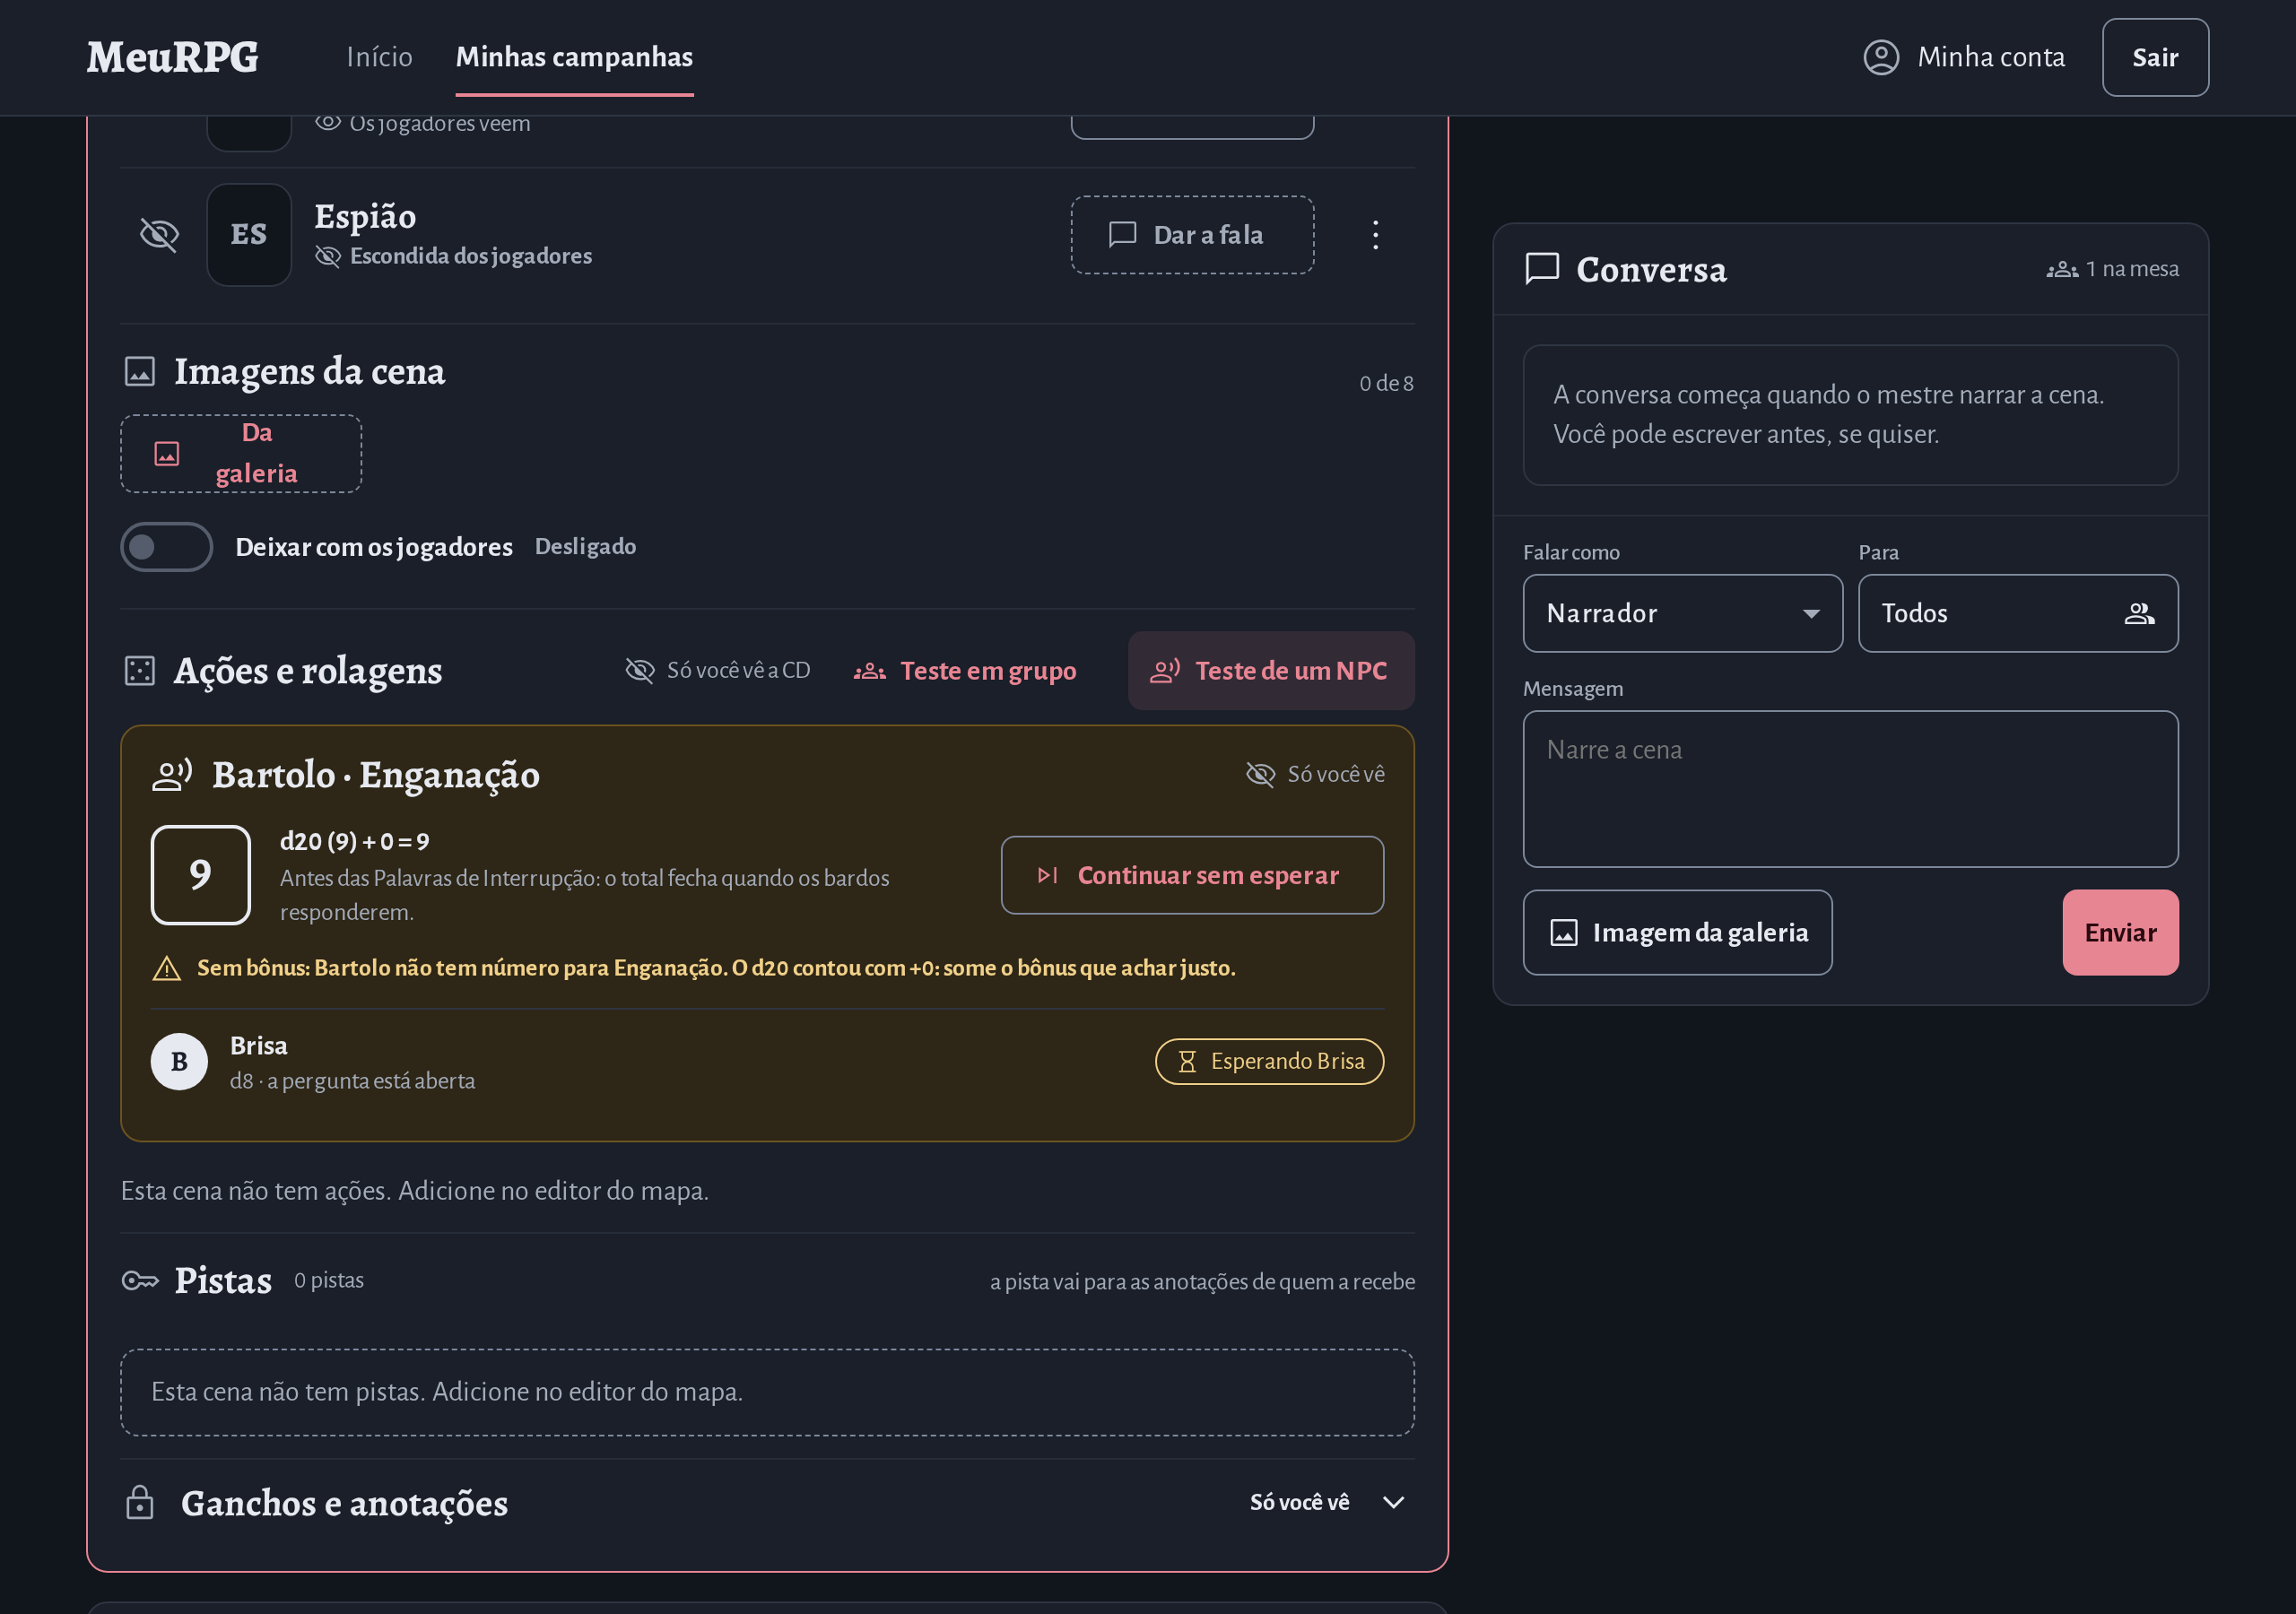 MeuRPG
Início
Minhas campanhas
Minha conta
Sair
Os jogadores veem
ES
Espião
Escondida dos jogadores
Dar a fala
Imagens da cena
0 de 8
Da
galeria
Deixar com os jogadores
Desligado
Ações e rolagens
Só você vê a CD
Teste em grupo
Teste de um NPC
Bartolo · Enganação
Só você vê
9
d20 (9) + 0 = 9
Antes das Palavras de Interrupção: o total fecha quando os bardos
responderem.
Continuar sem esperar
Sem bônus: Bartolo não tem número para Enganação. O d20 contou com +0: some o bônus que achar justo.
B
Brisa
d8 · a pergunta está aberta
Esperando Brisa
Esta cena não tem ações. Adicione no editor do mapa.
Pistas
0 pistas
a pista vai para as anotações de quem a recebe
Esta cena não tem pistas. Adicione no editor do mapa.
Ganchos e anotações
Só você vê
Conversa
1 na mesa
A conversa começa quando o mestre narrar a cena.
Você pode escrever antes, se quiser.
Falar como
Para
Narrador
Todos
Mensagem
Narre a cena
Imagem da galeria
Enviar